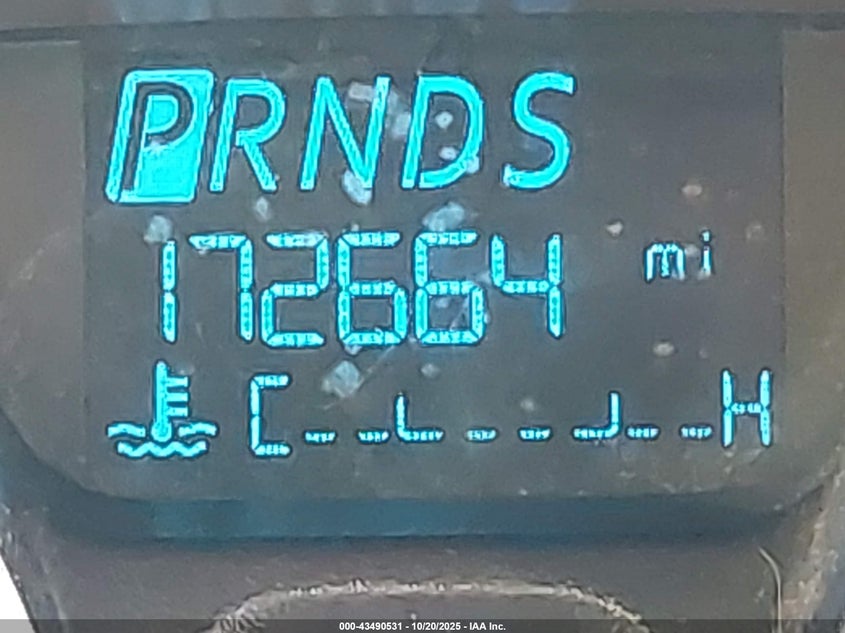 PRNDS
172664 mi
C H
000-43490531 - 10/20/2025 - IAA Inc.